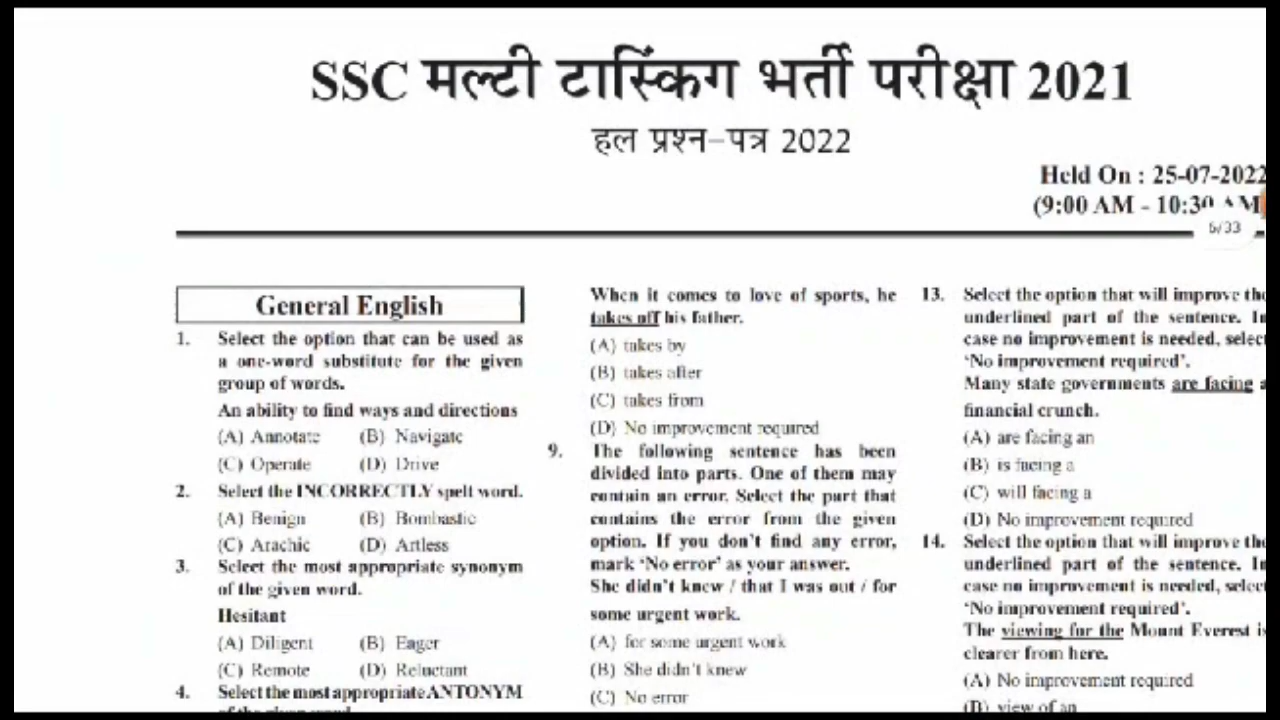 SSC मल्टी टास्किंग भर्ती परीक्षा 2021
हल प्रश्न-पत्र 2022
Held On : 25-07-2022
(9:00 AM - 10:30 AM
6/33
General English
1. Select the option that can be used as
a one-word substitute for the given
group of words.
An ability to find ways and directions
(A) Annotate (B) Navigate
(C) Operate (D) Drive
2. Select the INCORRECTLY spelt word.
(A) Benign (B) Bombastic
(C) Arachic (D) Artless
3. Select the most appropriate synonym
of the given word.
Hesitant
(A) Diligent (B) Eager
(C) Remote (D) Reluctant
4. Select the most appropriate ANTONYM
of the given word.
When it comes to love of sports, he
takes off his father.
(A) takes by
(B) takes after
(C) takes from
(D) No improvement required
9. The following sentence has been
divided into parts. One of them may
contain an error. Select the part that
contains the error from the given
option. If you don't find any error,
mark 'No error' as your answer.
She didn't knew / that I was out / for
some urgent work.
(A) for some urgent work
(B) She didn't knew
(C) No error
13. Select the option that will improve the
underlined part of the sentence. In
case no improvement is needed, select
'No improvement required'.
Many state governments are facing a
financial crunch.
(A) are facing an
(B) is facing a
(C) will facing a
(D) No improvement required
14. Select the option that will improve the
underlined part of the sentence. In
case no improvement is needed, select
'No improvement required'.
The viewing for the Mount Everest is
clearer from here.
(A) No improvement required
(B) view of an